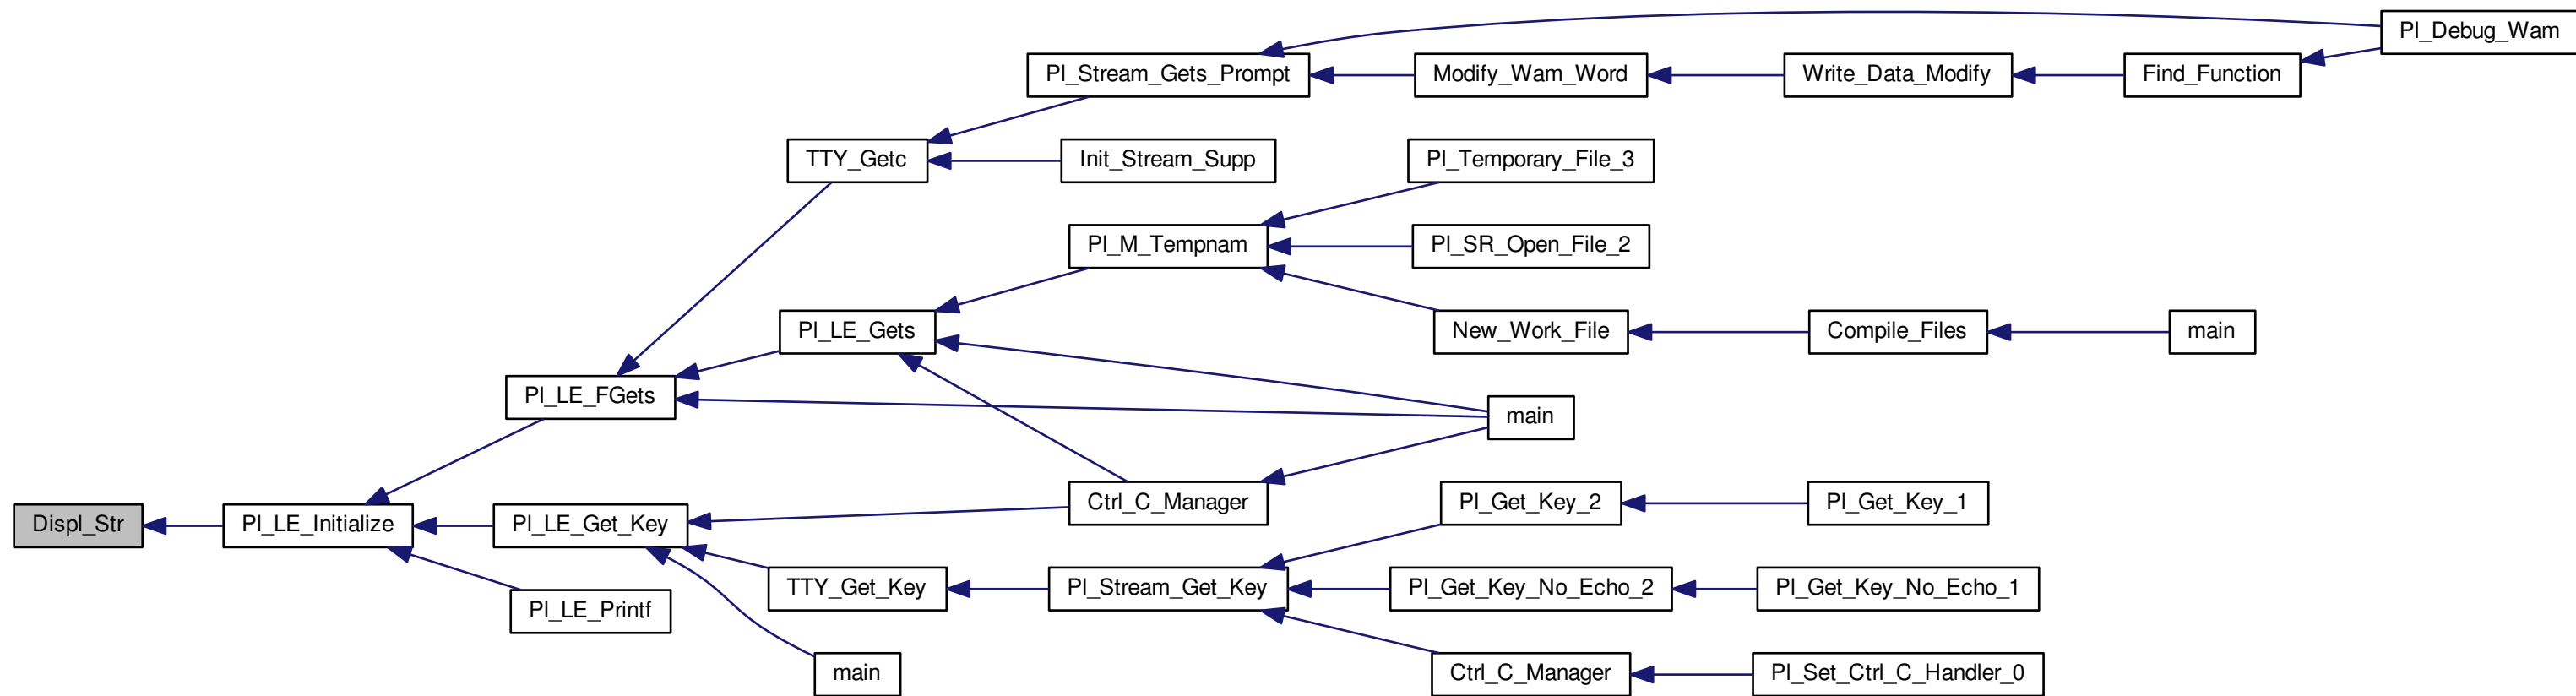 Pl_Debug_Wam
Pl_Stream_Gets_Prompt
Modify_Wam_Word
Write_Data_Modify
Find_Function
TTY_Getc
Init_Stream_Supp
Pl_Temporary_File_3
Pl_M_Tempnam
Pl_SR_Open_File_2
Pl_LE_Gets
New_Work_File
Compile_Files
main
Pl_LE_FGets
main
Displ_Str
Pl_LE_Initialize
Pl_LE_Get_Key
Ctrl_C_Manager
Pl_Get_Key_2
Pl_Get_Key_1
TTY_Get_Key
Pl_Stream_Get_Key
Pl_Get_Key_No_Echo_2
Pl_Get_Key_No_Echo_1
Pl_LE_Printf
main
Ctrl_C_Manager
Pl_Set_Ctrl_C_Handler_0